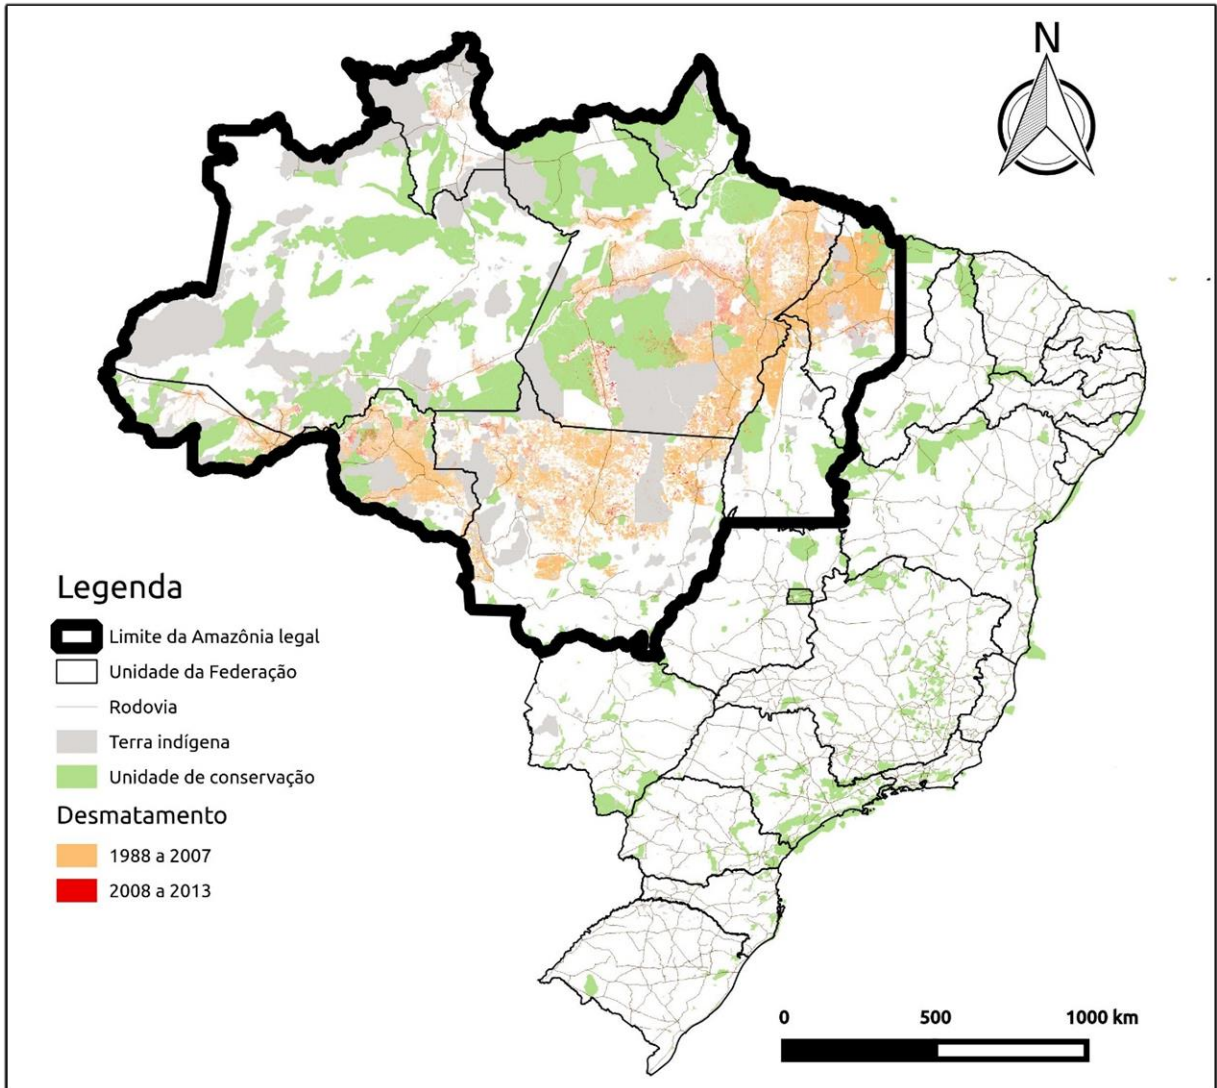 N
Legenda
Limite da Amazônia legal
Unidade da Federação
Rodovia
Terra indígena
Unidade de conservação
Desmatamento
1988 a 2007
2008 a 2013
0 500 1000 km